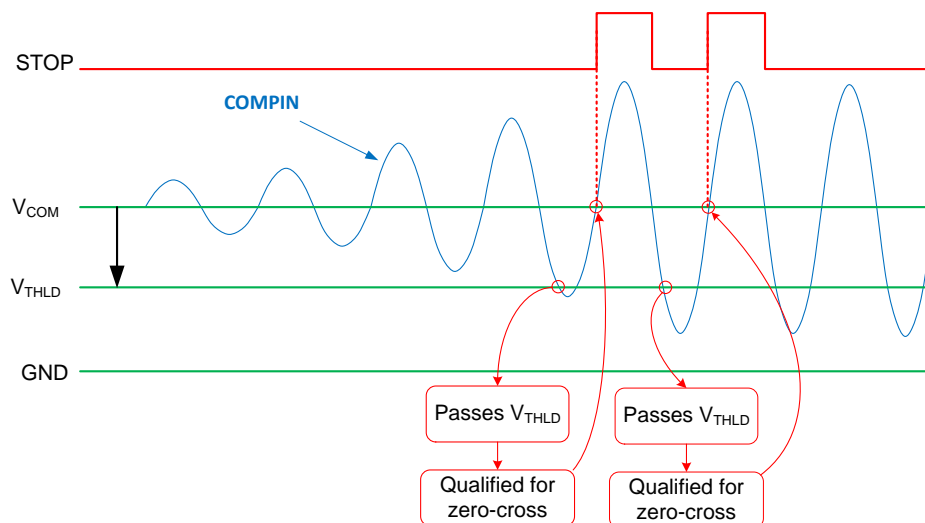 STOP
COMPIN
VCOM
VTHLD
GND
Passes VTHLD
Qualified for
zero-cross
Passes VTHLD
Qualified for
zero-cross